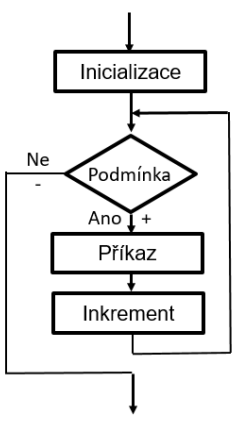 Inicializace
Podmínka
Ne
-
Ano +
Příkaz
Inkrement